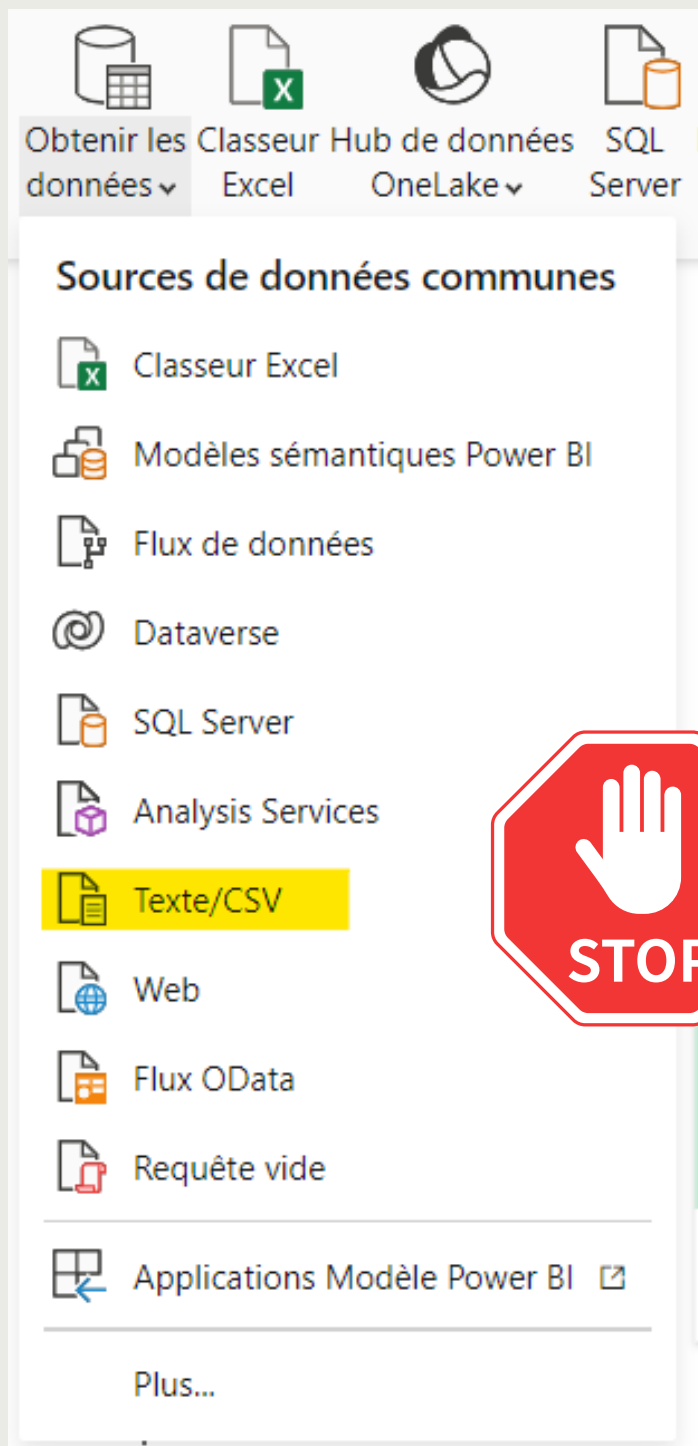 Obtenir les Classeur Hub de données SQL
données Excel OneLake Server
Sources de données communes
Classeur Excel
Modèles sémantiques Power BI
Flux de données
Dataverse
SQL Server
Analysis Services
Texte/CSV
STOP
Web
Flux OData
Requête vide
Applications Modèle Power BI
Plus...